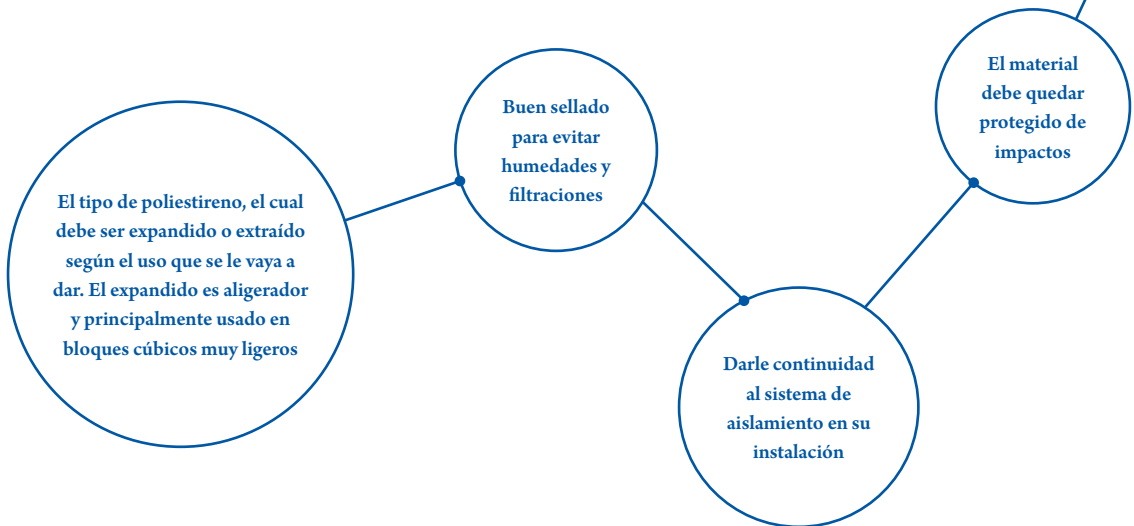 El tipo de poliestireno, el cual
debe ser expandido o extraído
según el uso que se le vaya a
dar. El expandido es aligerador
y principalmente usado en
bloques cúbicos muy ligeros
Buen sellado
para evitar
humedades y
filtraciones
Darle continuidad
al sistema de
aislamiento en su
instalación
El material
debe quedar
protegido de
impactos